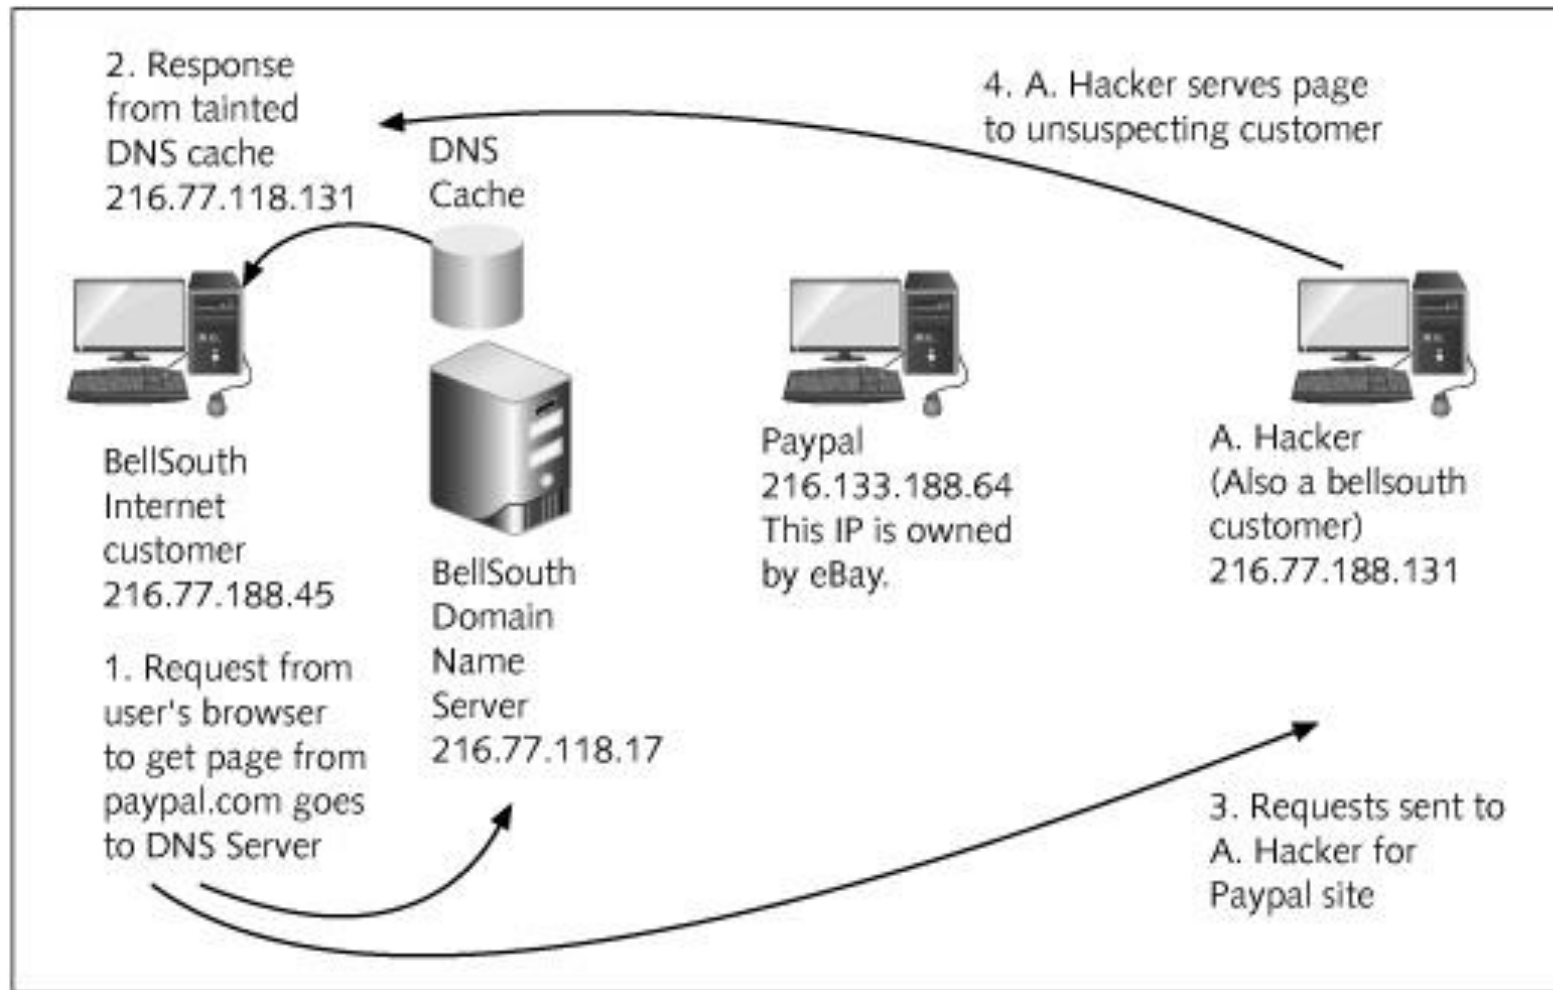 2. Response
from tainted
DNS cache
216.77.118.131
DNS
Cache
4. A. Hacker serves page
to unsuspecting customer
BellSouth
Internet
customer
216.77.188.45
BellSouth
Domain
Name
Server
216.77.118.17
Paypal
216.133.188.64
This IP is owned
by eBay.
A. Hacker
(Also a bellsouth
customer)
216.77.188.131
1. Request from
user's browser
to get page from
paypal.com goes
to DNS Server
3. Requests sent to
A. Hacker for
Paypal site